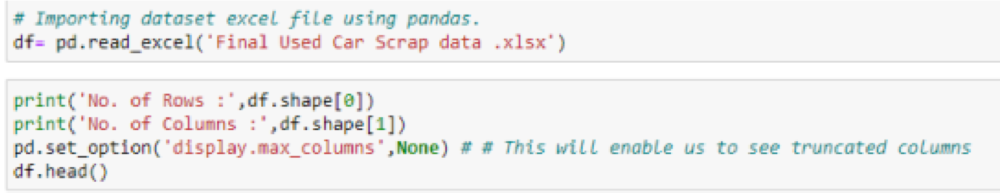 # Importing dataset excel file using pandas.
df= pd.read_excel('Final Used Car Scrap data .xlsx')
print('No. of Rows :',df.shape[0])
print('No. of Columns :',df.shape[1])
pd.set_option('display.max_columns',None) # # This will enable us to see truncated columns
df.head()